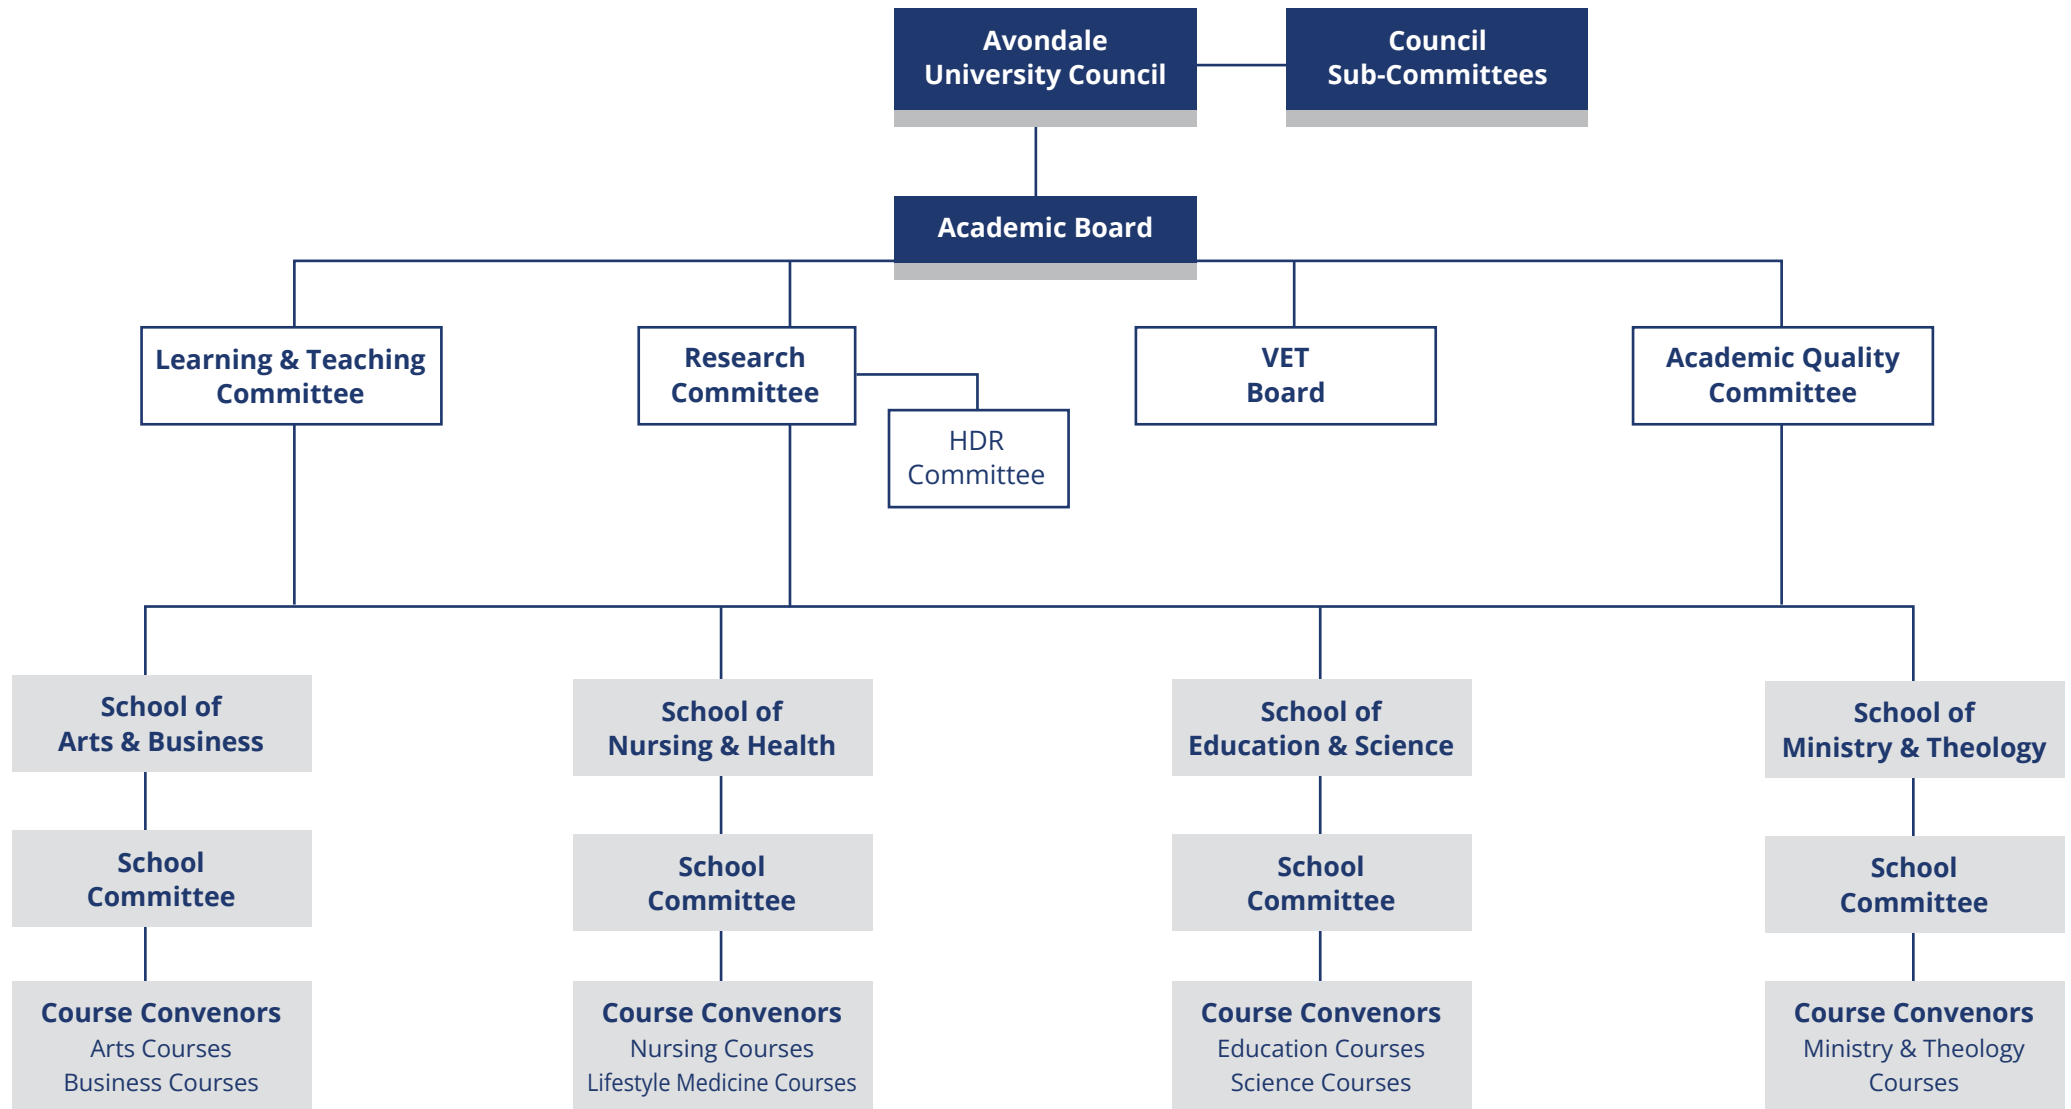 Avondale
University Council
Council
Sub-Committees
Academic Board
Learning & Teaching
Committee
Research
Committee
VET
Board
Academic Quality
Committee
HDR
Committee
School of
Arts & Business
School of
Nursing & Health
School of
Education & Science
School of
Ministry & Theology
School
Committee
School
Committee
School
Committee
School
Committee
Course Convenors
Arts Courses
Business Courses
Course Convenors
Nursing Courses
Lifestyle Medicine Courses
Course Convenors
Education Courses
Science Courses
Course Convenors
Ministry & Theology
Courses